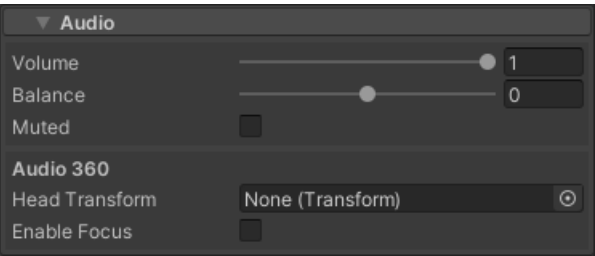 Audio
Volume 1
Balance 0
Muted
Audio 360
Head Transform None (Transform)
Enable Focus